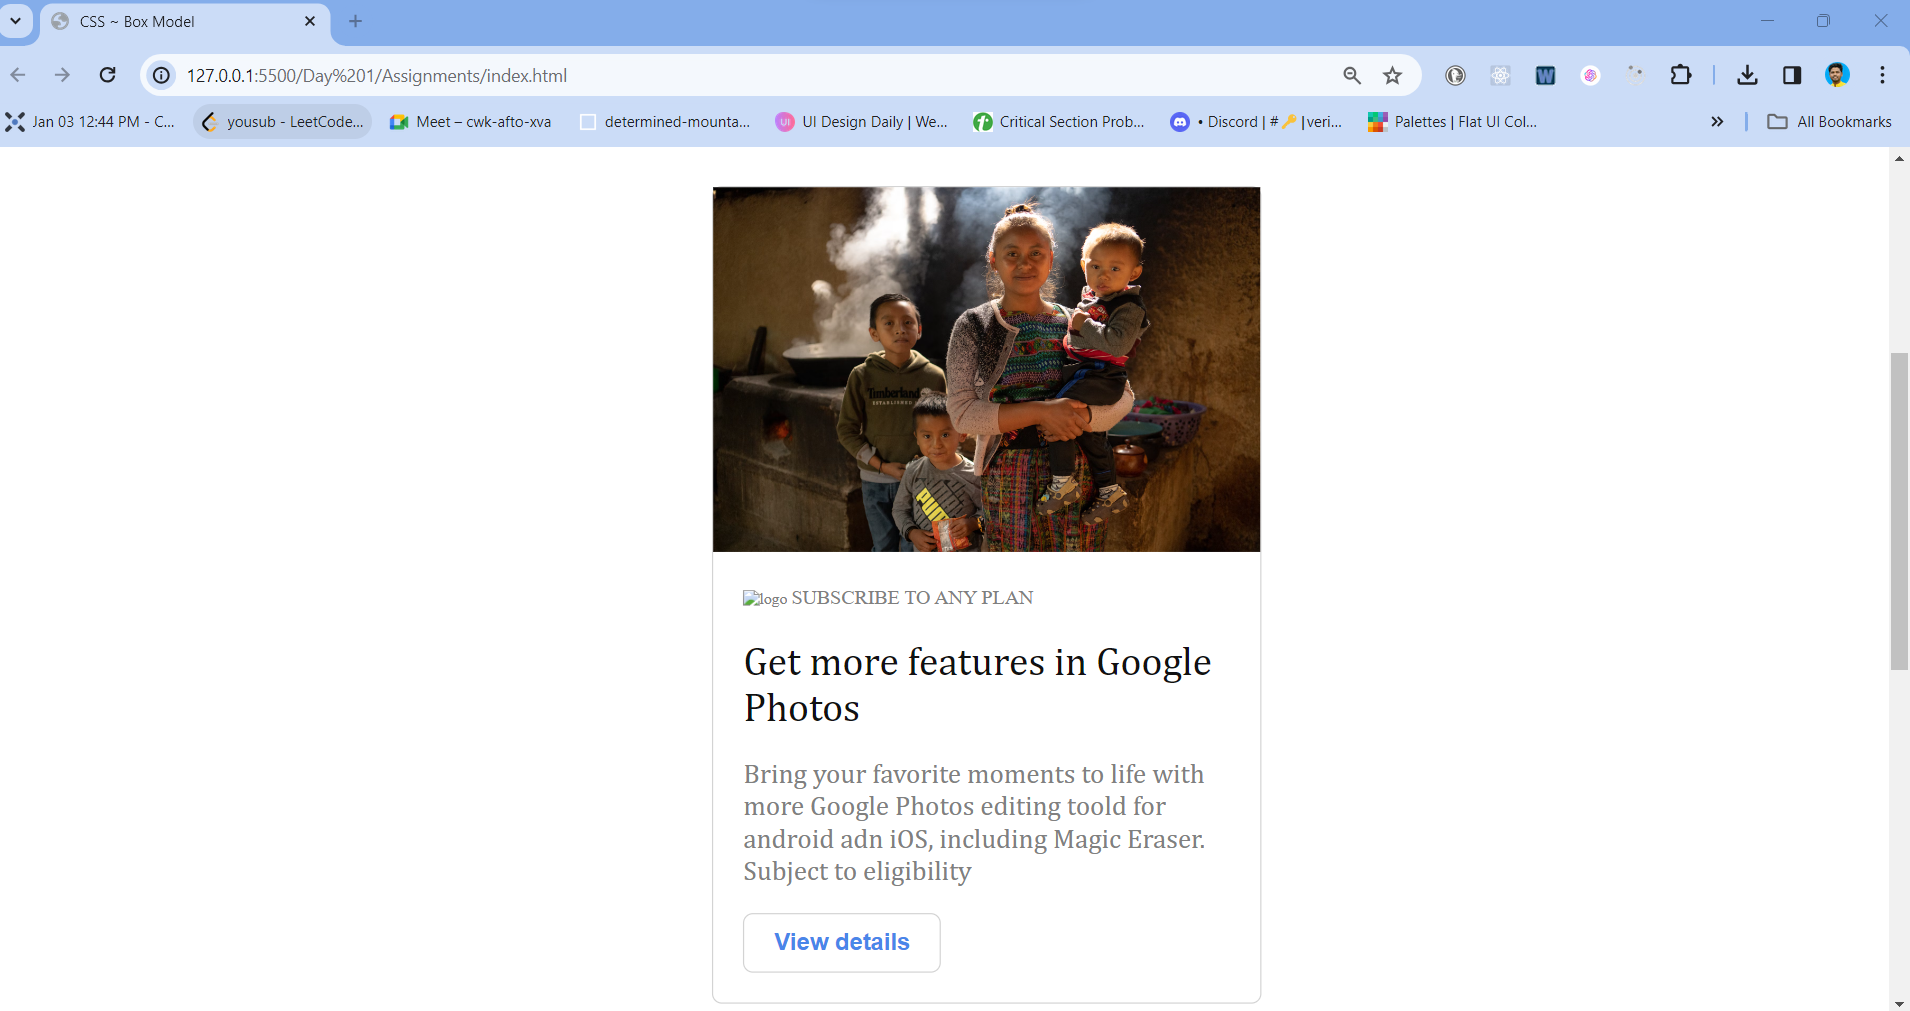 CSS ~ Box Model
127.0.0.1:5500/Day%201/Assignments/index.html
W
Jan 03 12:44 PM - C...
yousub - LeetCode...
Meet – cwk-afto-xva
determined-mounta...
UI
UI Design Daily | We...
Critical Section Prob...
• Discord | #🔑 | veri...
Palettes | Flat UI Col...
All Bookmarks
Timberland
ESTABLISHED
logo SUBSCRIBE TO ANY PLAN
Get more features in Google
Photos
Bring your favorite moments to life with
more Google Photos editing toold for
android adn iOS, including Magic Eraser.
Subject to eligibility
View details